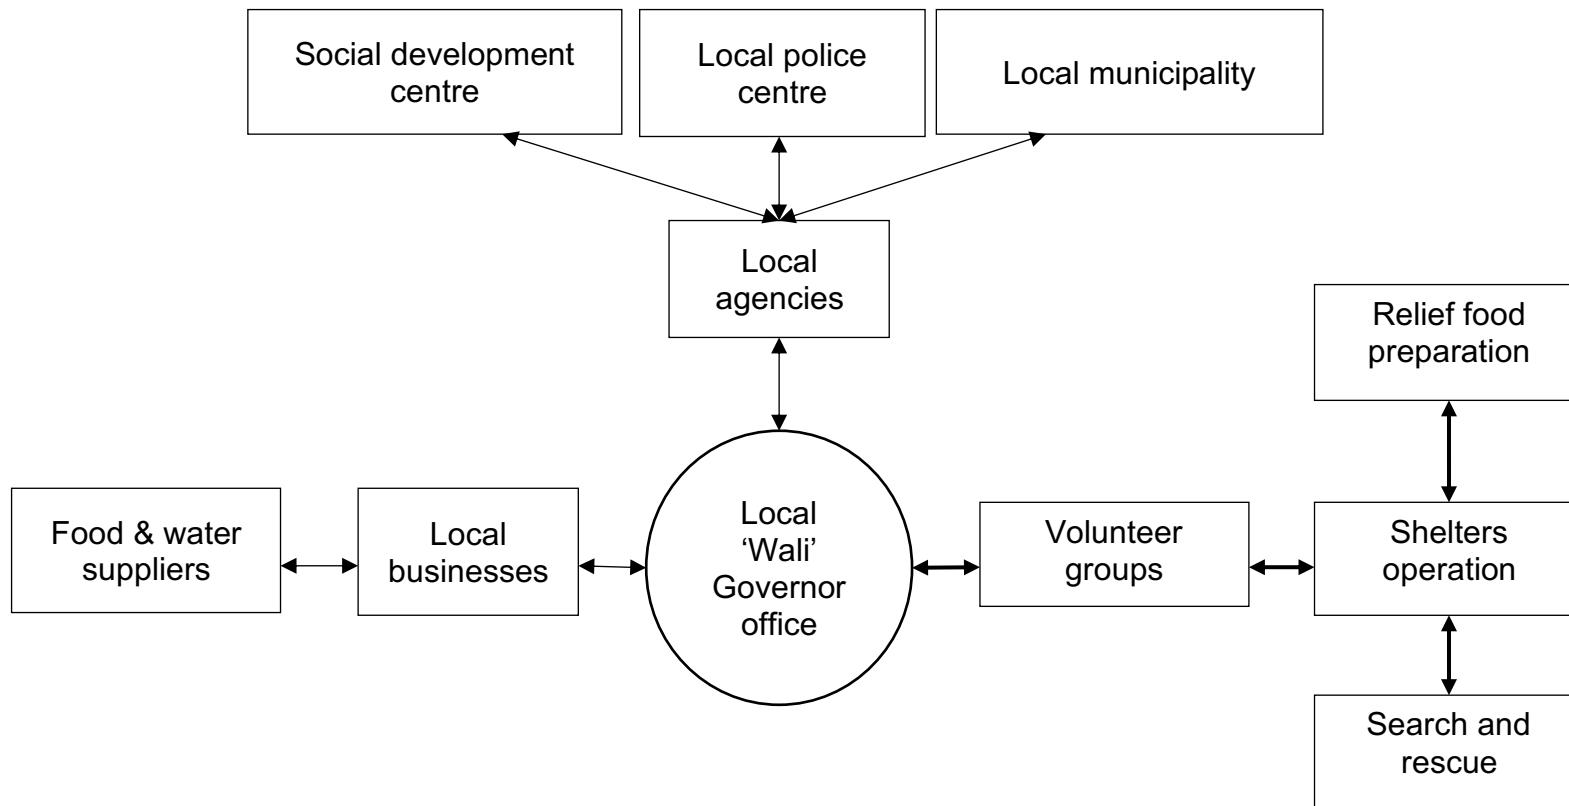 Social development
centre
Local police
centre
Local municipality
Local
agencies
Relief food
preparation
Food & water
suppliers
Local
businesses
Local
‘Wali’
Governor
office
Volunteer
groups
Shelters
operation
Search and
rescue